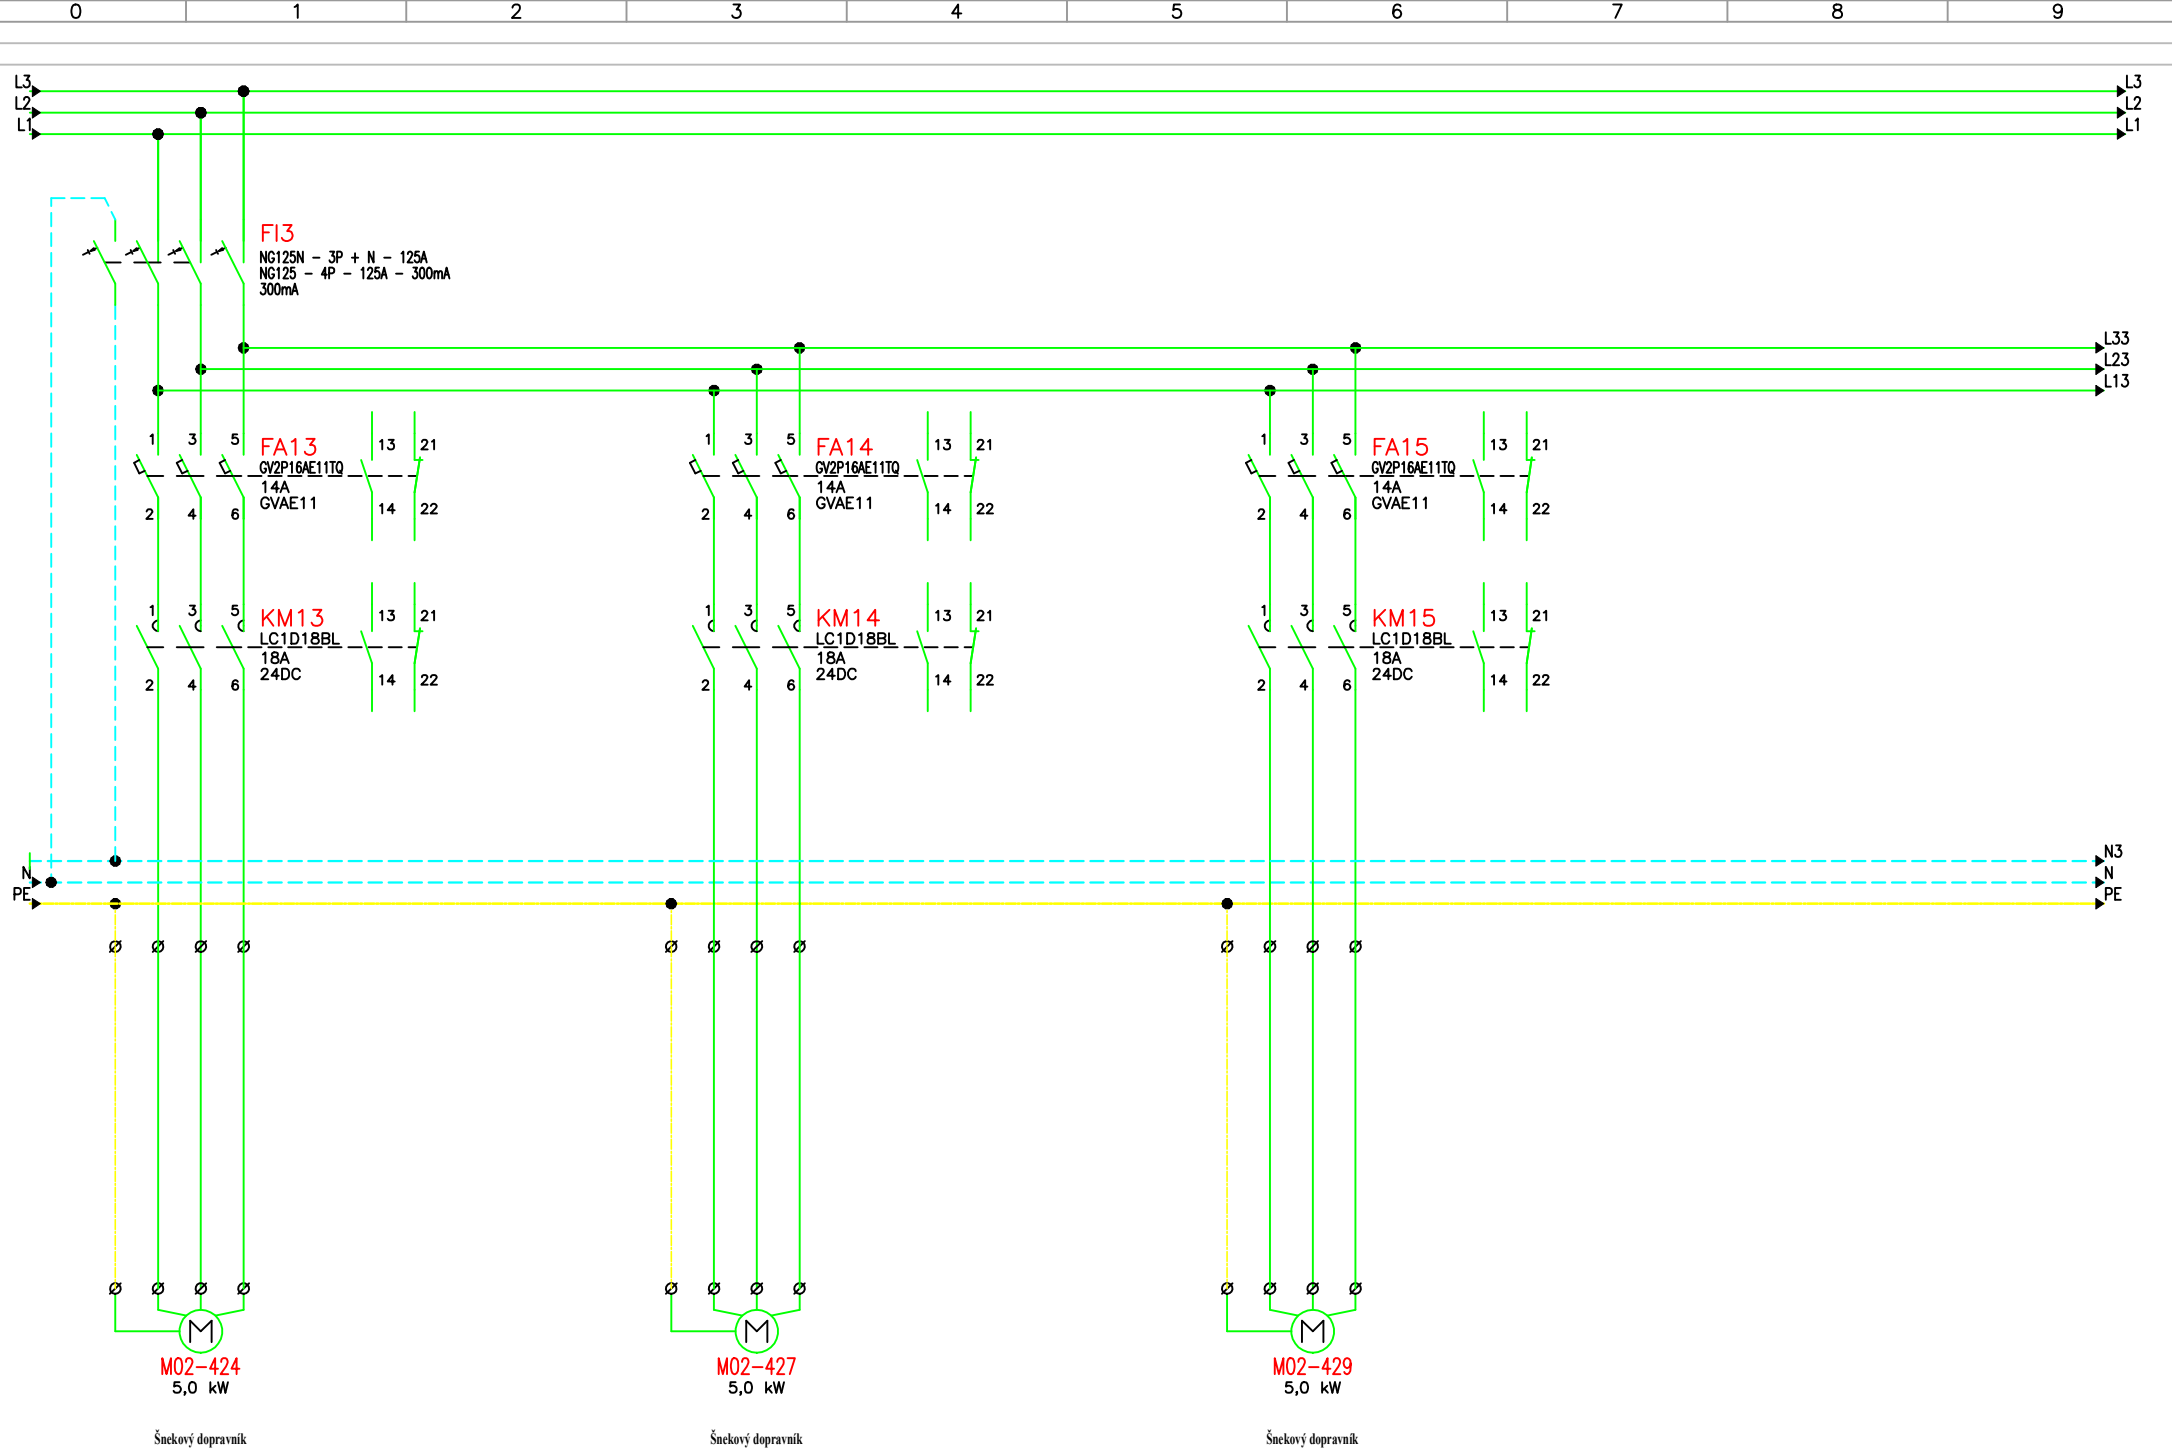 0 1 2 3 4 5 6 7 8 9
L3 L3
L2 L2
L1 L1
FI3
NG125N - 3P + N - 125A
NG125 - 4P - 125A - 300mA
300mA
L33
L23
L13
1 3 5 FA13 13 21 1 3 5 FA14 13 21 1 3 5 FA15 13 21
GV2P16AE11TQ GV2P16AE11TQ GV2P16AE11TQ
14A 14A 14A
GVAE11 GVAE11 GVAE11
2 4 6 14 22 2 4 6 14 22 2 4 6 14 22
1 3 5 KM13 13 21 1 3 5 KM14 13 21 1 3 5 KM15 13 21
LC1D18BL LC1D18BL LC1D18BL
18A 18A 18A
24DC 24DC 24DC
2 4 6 14 22 2 4 6 14 22 2 4 6 14 22
N3
N N
PE PE
M M M
M02-424 M02-427 M02-429
5,0 kW 5,0 kW 5,0 kW
Šnekový dopravník Šnekový dopravník Šnekový dopravník